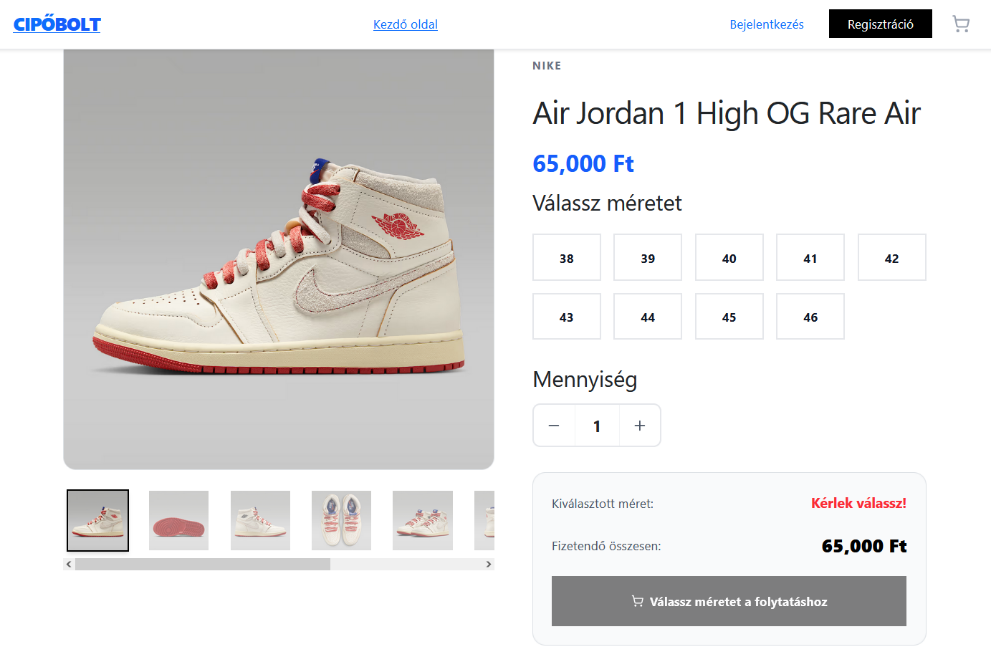 CIPŐBOLT
Kezdő oldal
Bejelentkezés
Regisztráció
NIKE
Air Jordan 1 High OG Rare Air
65,000 Ft
Válassz méretet
38 39 40 41 42
43 44 45 46
Mennyiség
− 1 +
Kiválasztott méret: Kérlek válassz!
Fizetendő összesen: 65,000 Ft
Válassz méretet a folytatáshoz